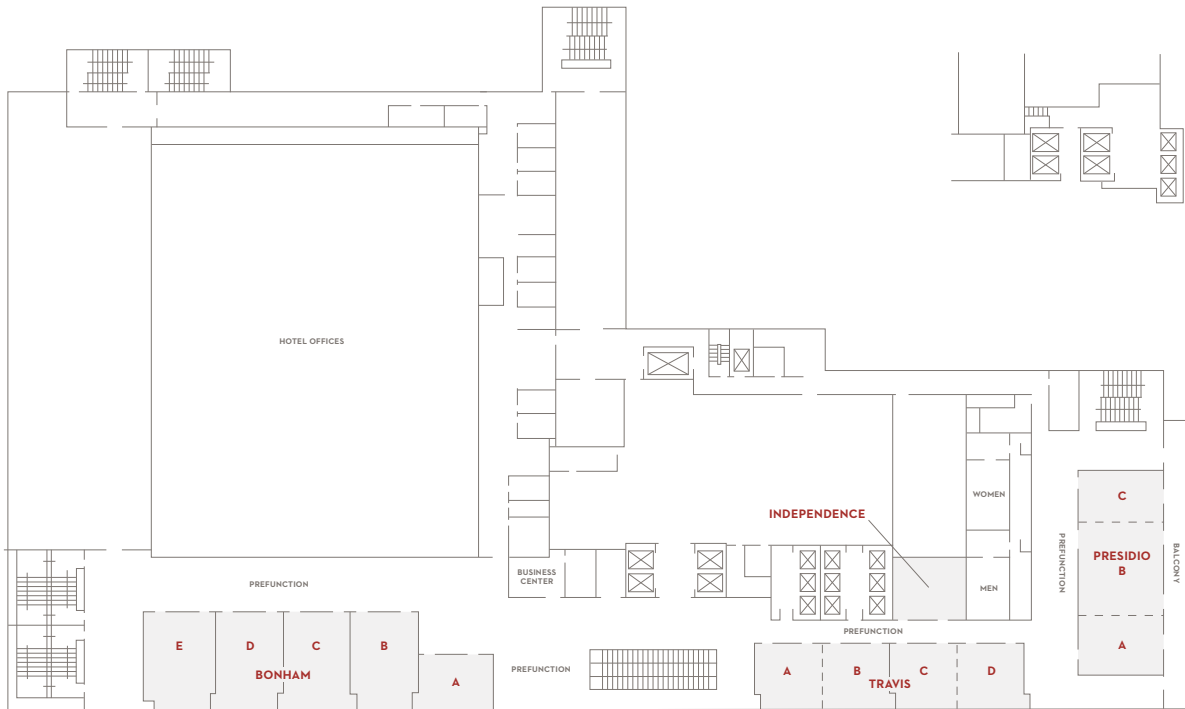 HOTEL OFFICES
WOMEN
C
INDEPENDENCE
PREFUNCTION
PRESIDIO
B
BALCONY
BUSINESS
CENTER
PREFUNCTION
MEN
PREFUNCTION
E
D
C
B
A
BONHAM
PREFUNCTION
A
B
C
D
TRAVIS
A